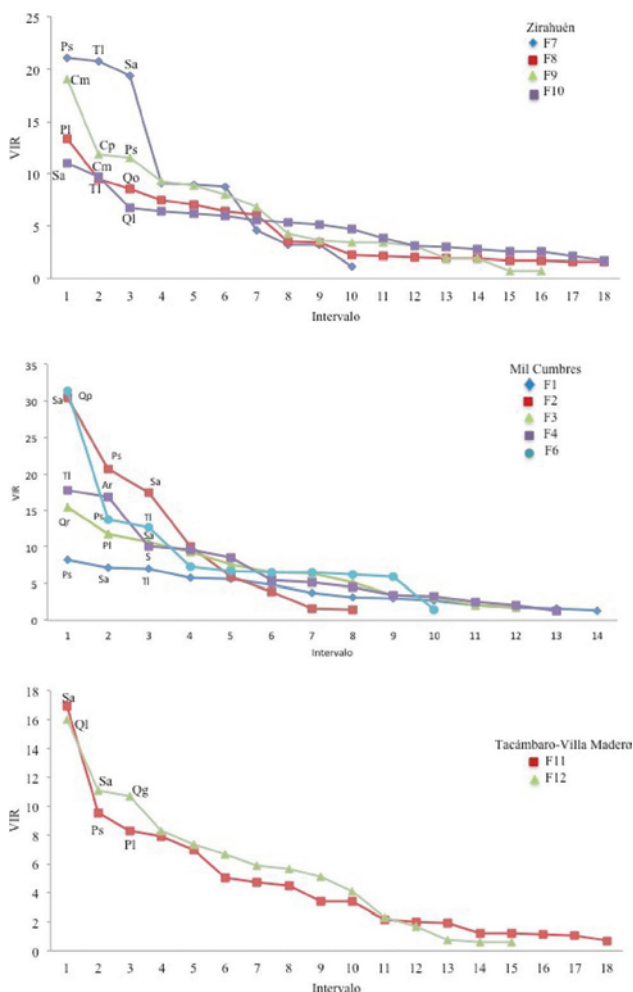 Zirahuén
F7
F8
F9
F10
25
20
15
10
5
0
VIR
Ps
Tl
Sa
Cm
Pl
Cp
Ps
Sa
Cm
Tl
Qo
Ql
1 2 3 4 5 6 7 8 9 10 11 12 13 14 15 16 17 18
Intervalo
Mil Cumbres
F1
F2
F3
F4
F6
35
30
25
20
15
10
5
0
VIR
Sa
Qp
Ps
Sa
Tl
Ar
Qr
Ps
Tl
Pl
Sa
S
Ps
Sa
Tl
1 2 3 4 5 6 7 8 9 10 11 12 13 14
Intervalo
Tacámbaro-Villa Madero
F11
F12
18
16
14
12
10
8
6
4
2
0
VIR
Sa
Ql
Sa
Qg
Ps
Pl
1 2 3 4 5 6 7 8 9 10 11 12 13 14 15 16 17 18
Intervalo